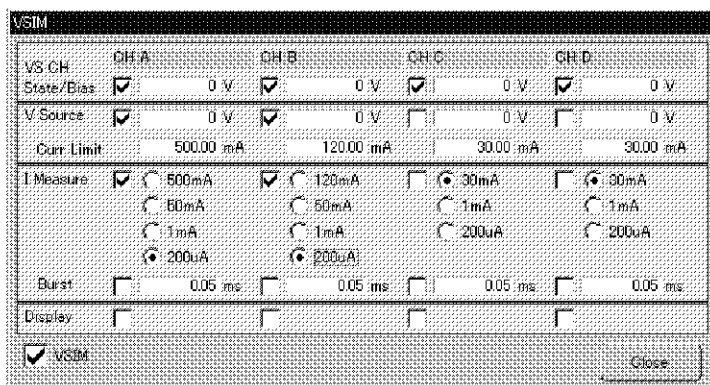 VSIM
CH A CH B CH C CH D
VS CH
State/Bias 0 V 0 V 0 V 0 V
V Source 0 V 0 V 0 V 0 V
Curr Limit 500.00 mA 120.00 mA 30.00 mA 30.00 mA
I Measure 500mA 120mA 30mA 30mA
50mA 50mA 1mA 1mA
1mA 1mA 200uA 200uA
200uA 200uA
Burst 0.05 ms 0.05 ms 0.05 ms 0.05 ms
Display
VSIM Close